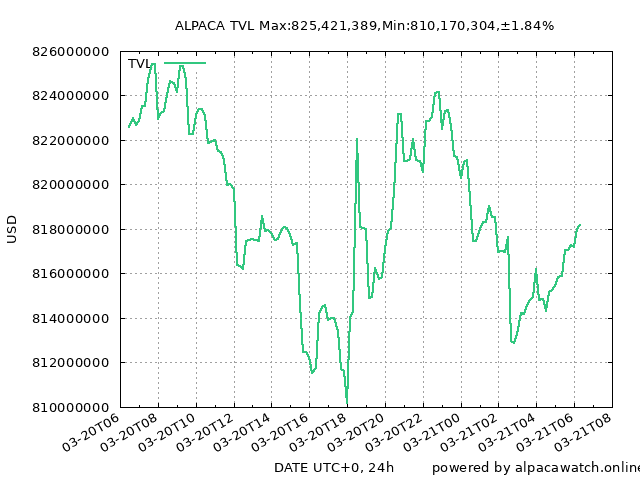 ALPACA TVL Max:825,421,389,Min:810,170,304,±1.84%
826000000
TVL
824000000
822000000
820000000
818000000
816000000
814000000
812000000
810000000
USD
03-20T06
03-20T08
03-20T10
03-20T12
03-20T14
03-20T16
03-20T18
03-20T20
03-20T22
03-21T00
03-21T02
03-21T04
03-21T06
03-21T08
DATE UTC+0, 24h
powered by alpacawatch.online